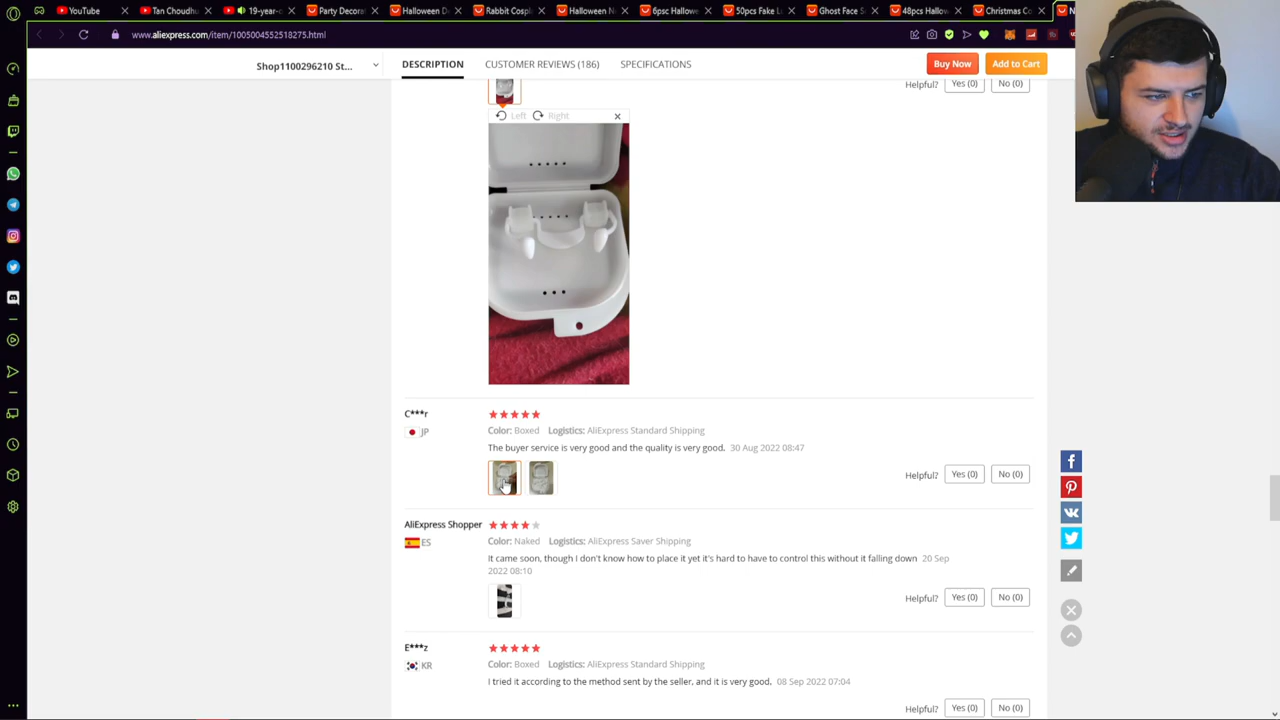 YouTube
Tan Choudhu
19-year-c
Party Decora
Halloween D
Rabbit Cospl
Halloween N
6psc Hallowe
50pcs Fake L
Ghost Face S
48pcs Hallow
Christmas Co
www.aliexpress.com/item/1005004552518275.html
Shop1100296210 St... DESCRIPTION CUSTOMER REVIEWS (186) SPECIFICATIONS Buy Now Add to Cart
Helpful? Yes (0) No (0)
Left Right x
C***r
JP
Color: Boxed Logistics: AliExpress Standard Shipping
The buyer service is very good and the quality is very good. 30 Aug 2022 08:47
Helpful? Yes (0) No (0)
AliExpress Shopper
ES
Color: Naked Logistics: AliExpress Saver Shipping
It came soon, though I don't know how to place it yet it's hard to have to control this without it falling down 20 Sep
2022 08:10
Helpful? Yes (0) No (0)
E***z
KR
Color: Boxed Logistics: AliExpress Standard Shipping
I tried it according to the method sent by the seller, and it is very good. 08 Sep 2022 07:04
Helpful? Yes (0) No (0)